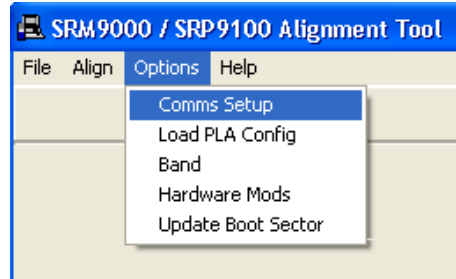 SRM9000 / SRP9100 Alignment Tool
File Align Options Help
Comms Setup
Load PLA Config
Band
Hardware Mods
Update Boot Sector